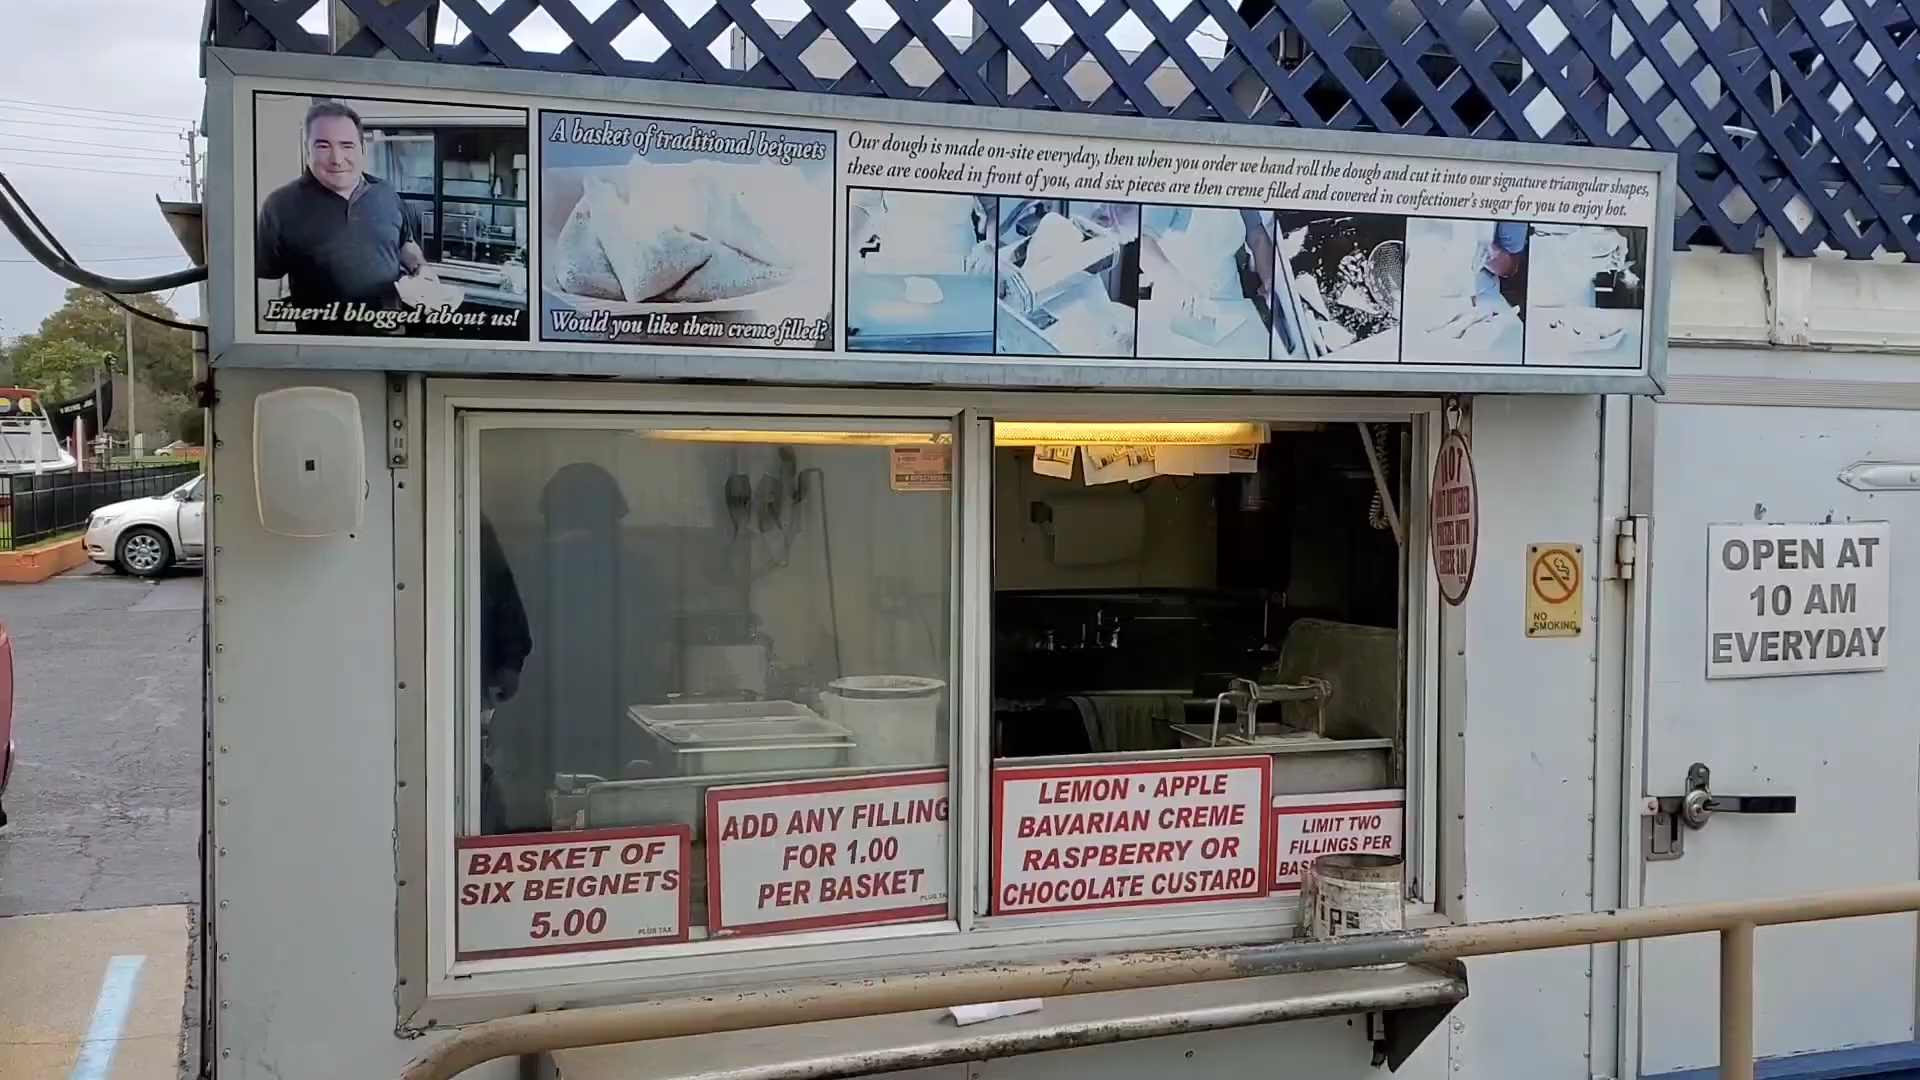 A basket of traditional beignets
Emeril blogged about us!
Would you like them creme filled?
Our dough is made on-site everyday, then when you order we hand roll the dough and cut it into our signature triangular shapes,
these are cooked in front of you, and six pieces are then creme filled and covered in confectioner's sugar for you to enjoy hot.
BASKET OF
SIX BEIGNETS
5.00
PLUS TAX
ADD ANY FILLING
FOR 1.00
PER BASKET
PLUS TAX
LEMON • APPLE
BAVARIAN CREME
RASPBERRY OR
CHOCOLATE CUSTARD
LIMIT TWO
FILLINGS PER
HOT
NO
SMOKING
OPEN AT
10 AM
EVERYDAY